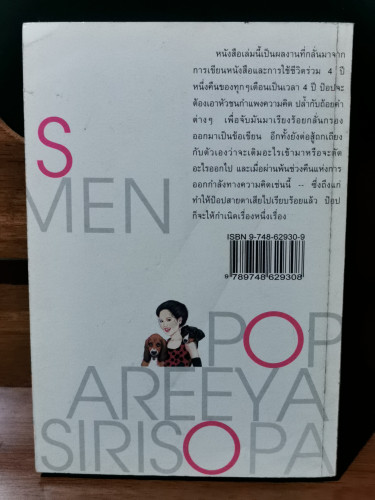 หนังสือเล่มนี้เป็นผลงานที่กลั่นมาจาก
การเขียนหนังสือและการใช้ชีวิตร่วม 4 ปี
หนึ่งคืนของทุกๆเดือนเป็นเวลา 4 ปี ป๊อปจะ
ต้องเอาหัวชนกำแพงความคิด ปล้ำกับถ้อยคำ
ต่างๆ เพื่อจับมันมาเรียงร้อยกลั่นกรอง
ออกมาเป็นข้อเขียน อีกทั้งยังต่อสู้ถกเถียง
กับตัวเองว่าจะเติมอะไรเข้ามาหรือจะตัด
อะไรออกไป และเมื่อผ่านพ้นช่วงคืนแห่งการ
ออกกำลังทางความคิดเช่นนี้ -- ซึ่งถึงแก่
ทำให้ป๊อปสายตาเสียไปเรียบร้อยแล้ว ป๊อป
ก็จะให้กำเนิดเรื่องหนึ่งเรื่อง
S
MEN
ISBN 9-748-62930-9
9 789748 629308
POP
AREEYA
SIRISOPA